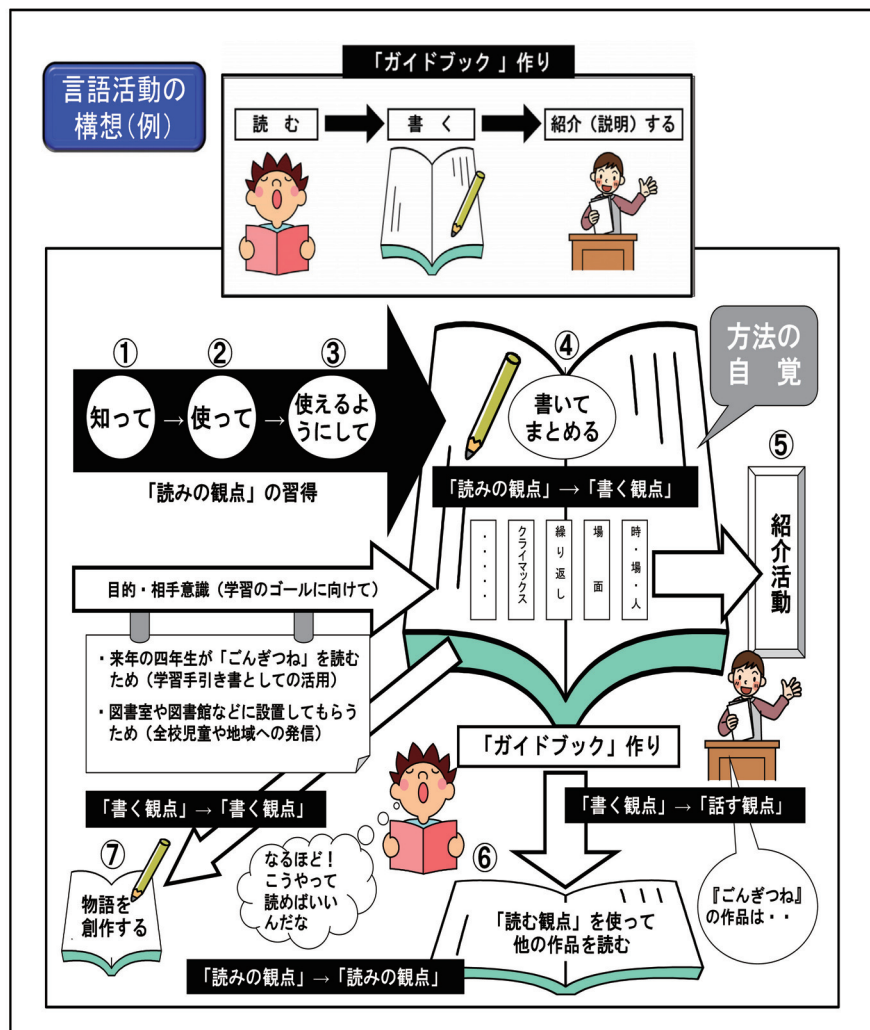 言語活動の
構想（例）
「ガイドブック」作り
読む
書く
紹介（説明）する
①
知って
→
②
使って
→
③
使えるよ
うにして
「読みの観点」の習得
④
書いて
まとめる
方法の
自覚
「読みの観点」→「書く観点」
時・場・人
場面
繰り返し
クライマックス
・・・・・
⑤
紹介活動
目的・相手意識（学習のゴールに向けて）
・来年の四年生が「ごんぎつね」を読む
ため（学習手引き書としての活用）
・図書室や図書館などに設置してもらう
ため（全校児童や地域への発信）
「ガイドブック」作り
「書く観点」→「書く観点」
「書く観点」→「話す観点」
⑦
物語を
創作する
なるほど！
こうやって
読めばいい
んだな
⑥
「読む観点」を使って
他の作品を読む
『ごんぎつね』
の作品は・・
「読みの観点」→「読みの観点」